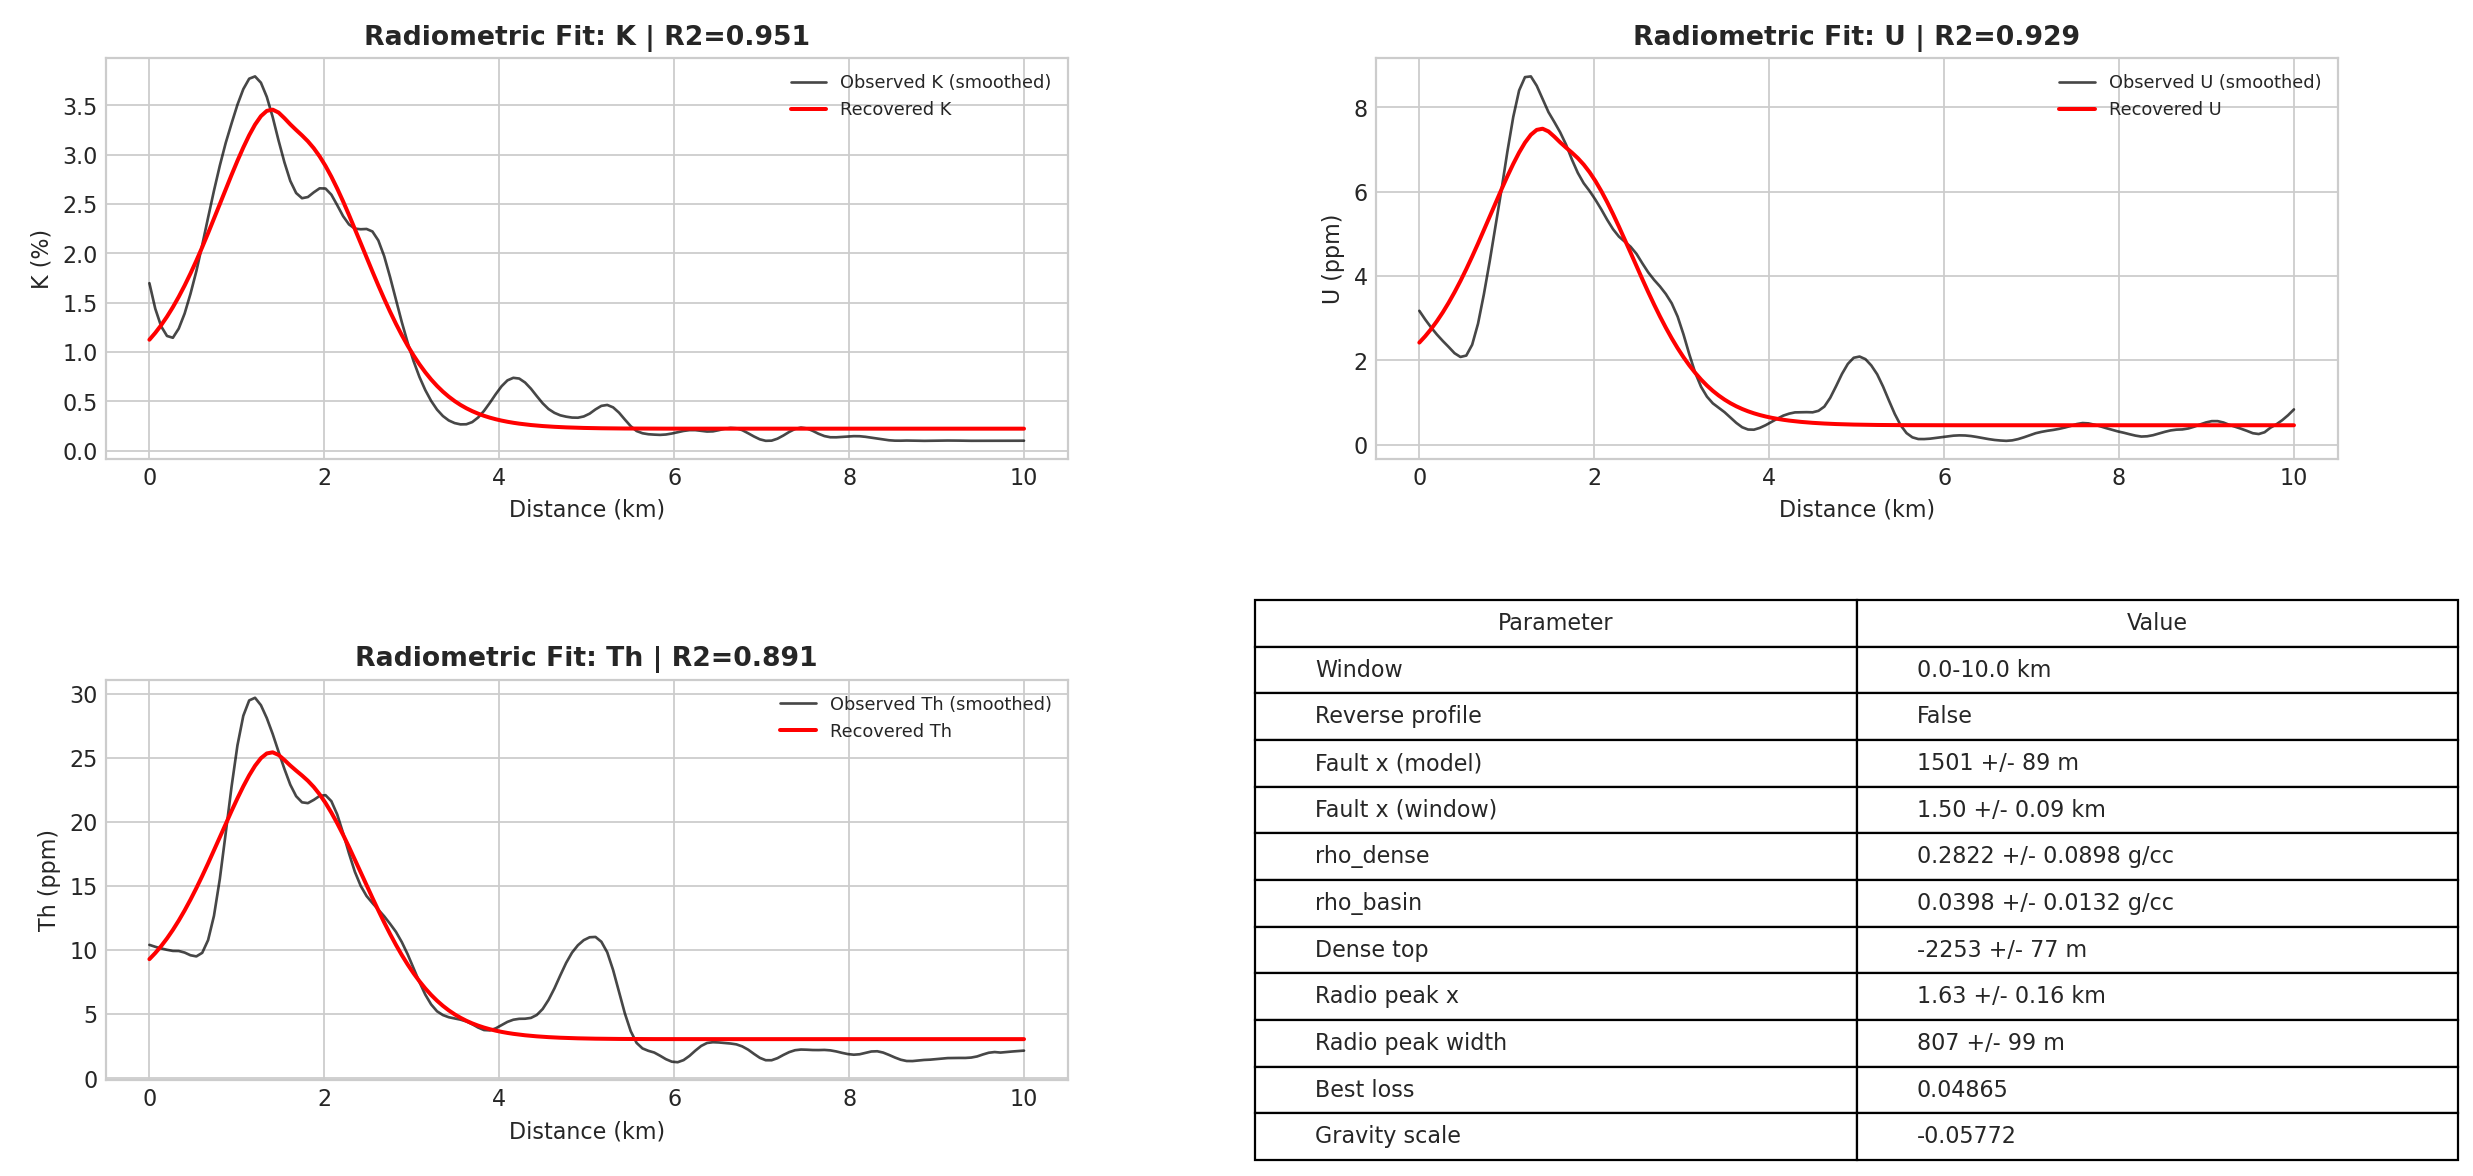 Radiometric Fit: K | R2=0.951
Observed K (smoothed)
Recovered K
K (%)
3.5
3.0
2.5
2.0
1.5
1.0
0.5
0.0
0 2 4 6 8 10
Distance (km)
Radiometric Fit: U | R2=0.929
Observed U (smoothed)
Recovered U
U (ppm)
8
6
4
2
0
0 2 4 6 8 10
Distance (km)
Radiometric Fit: Th | R2=0.891
Observed Th (smoothed)
Recovered Th
Th (ppm)
30
25
20
15
10
5
0
0 2 4 6 8 10
Distance (km)
Parameter Value
Window 0.0-10.0 km
Reverse profile False
Fault x (model) 1501 +/- 89 m
Fault x (window) 1.50 +/- 0.09 km
rho_dense 0.2822 +/- 0.0898 g/cc
rho_basin 0.0398 +/- 0.0132 g/cc
Dense top -2253 +/- 77 m
Radio peak x 1.63 +/- 0.16 km
Radio peak width 807 +/- 99 m
Best loss 0.04865
Gravity scale -0.05772